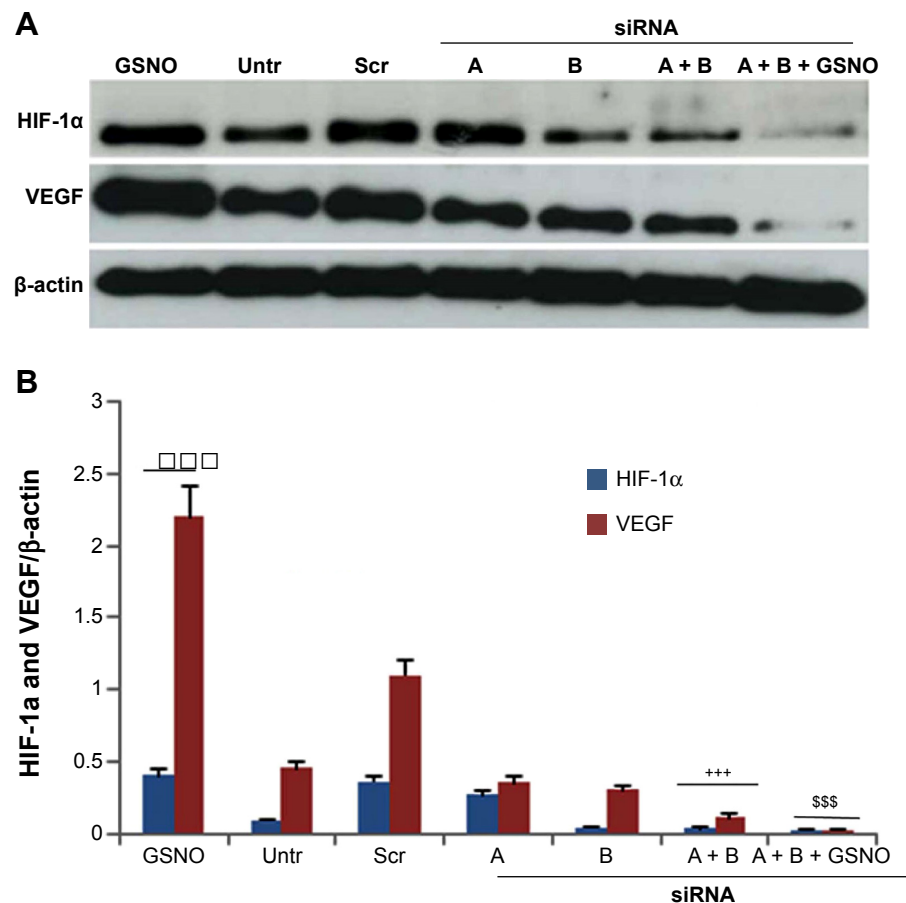 A
siRNA
GSNO Untr Scr A B A + B A + B + GSNO
HIF-1α
VEGF
β-actin
B
HIF-1a and VEGF/β-actin
3
2.5
2
1.5
1
0.5
0
□□□
HIF-1α
VEGF
+++
$$$
GSNO Untr Scr A B A + B A + B + GSNO
siRNA